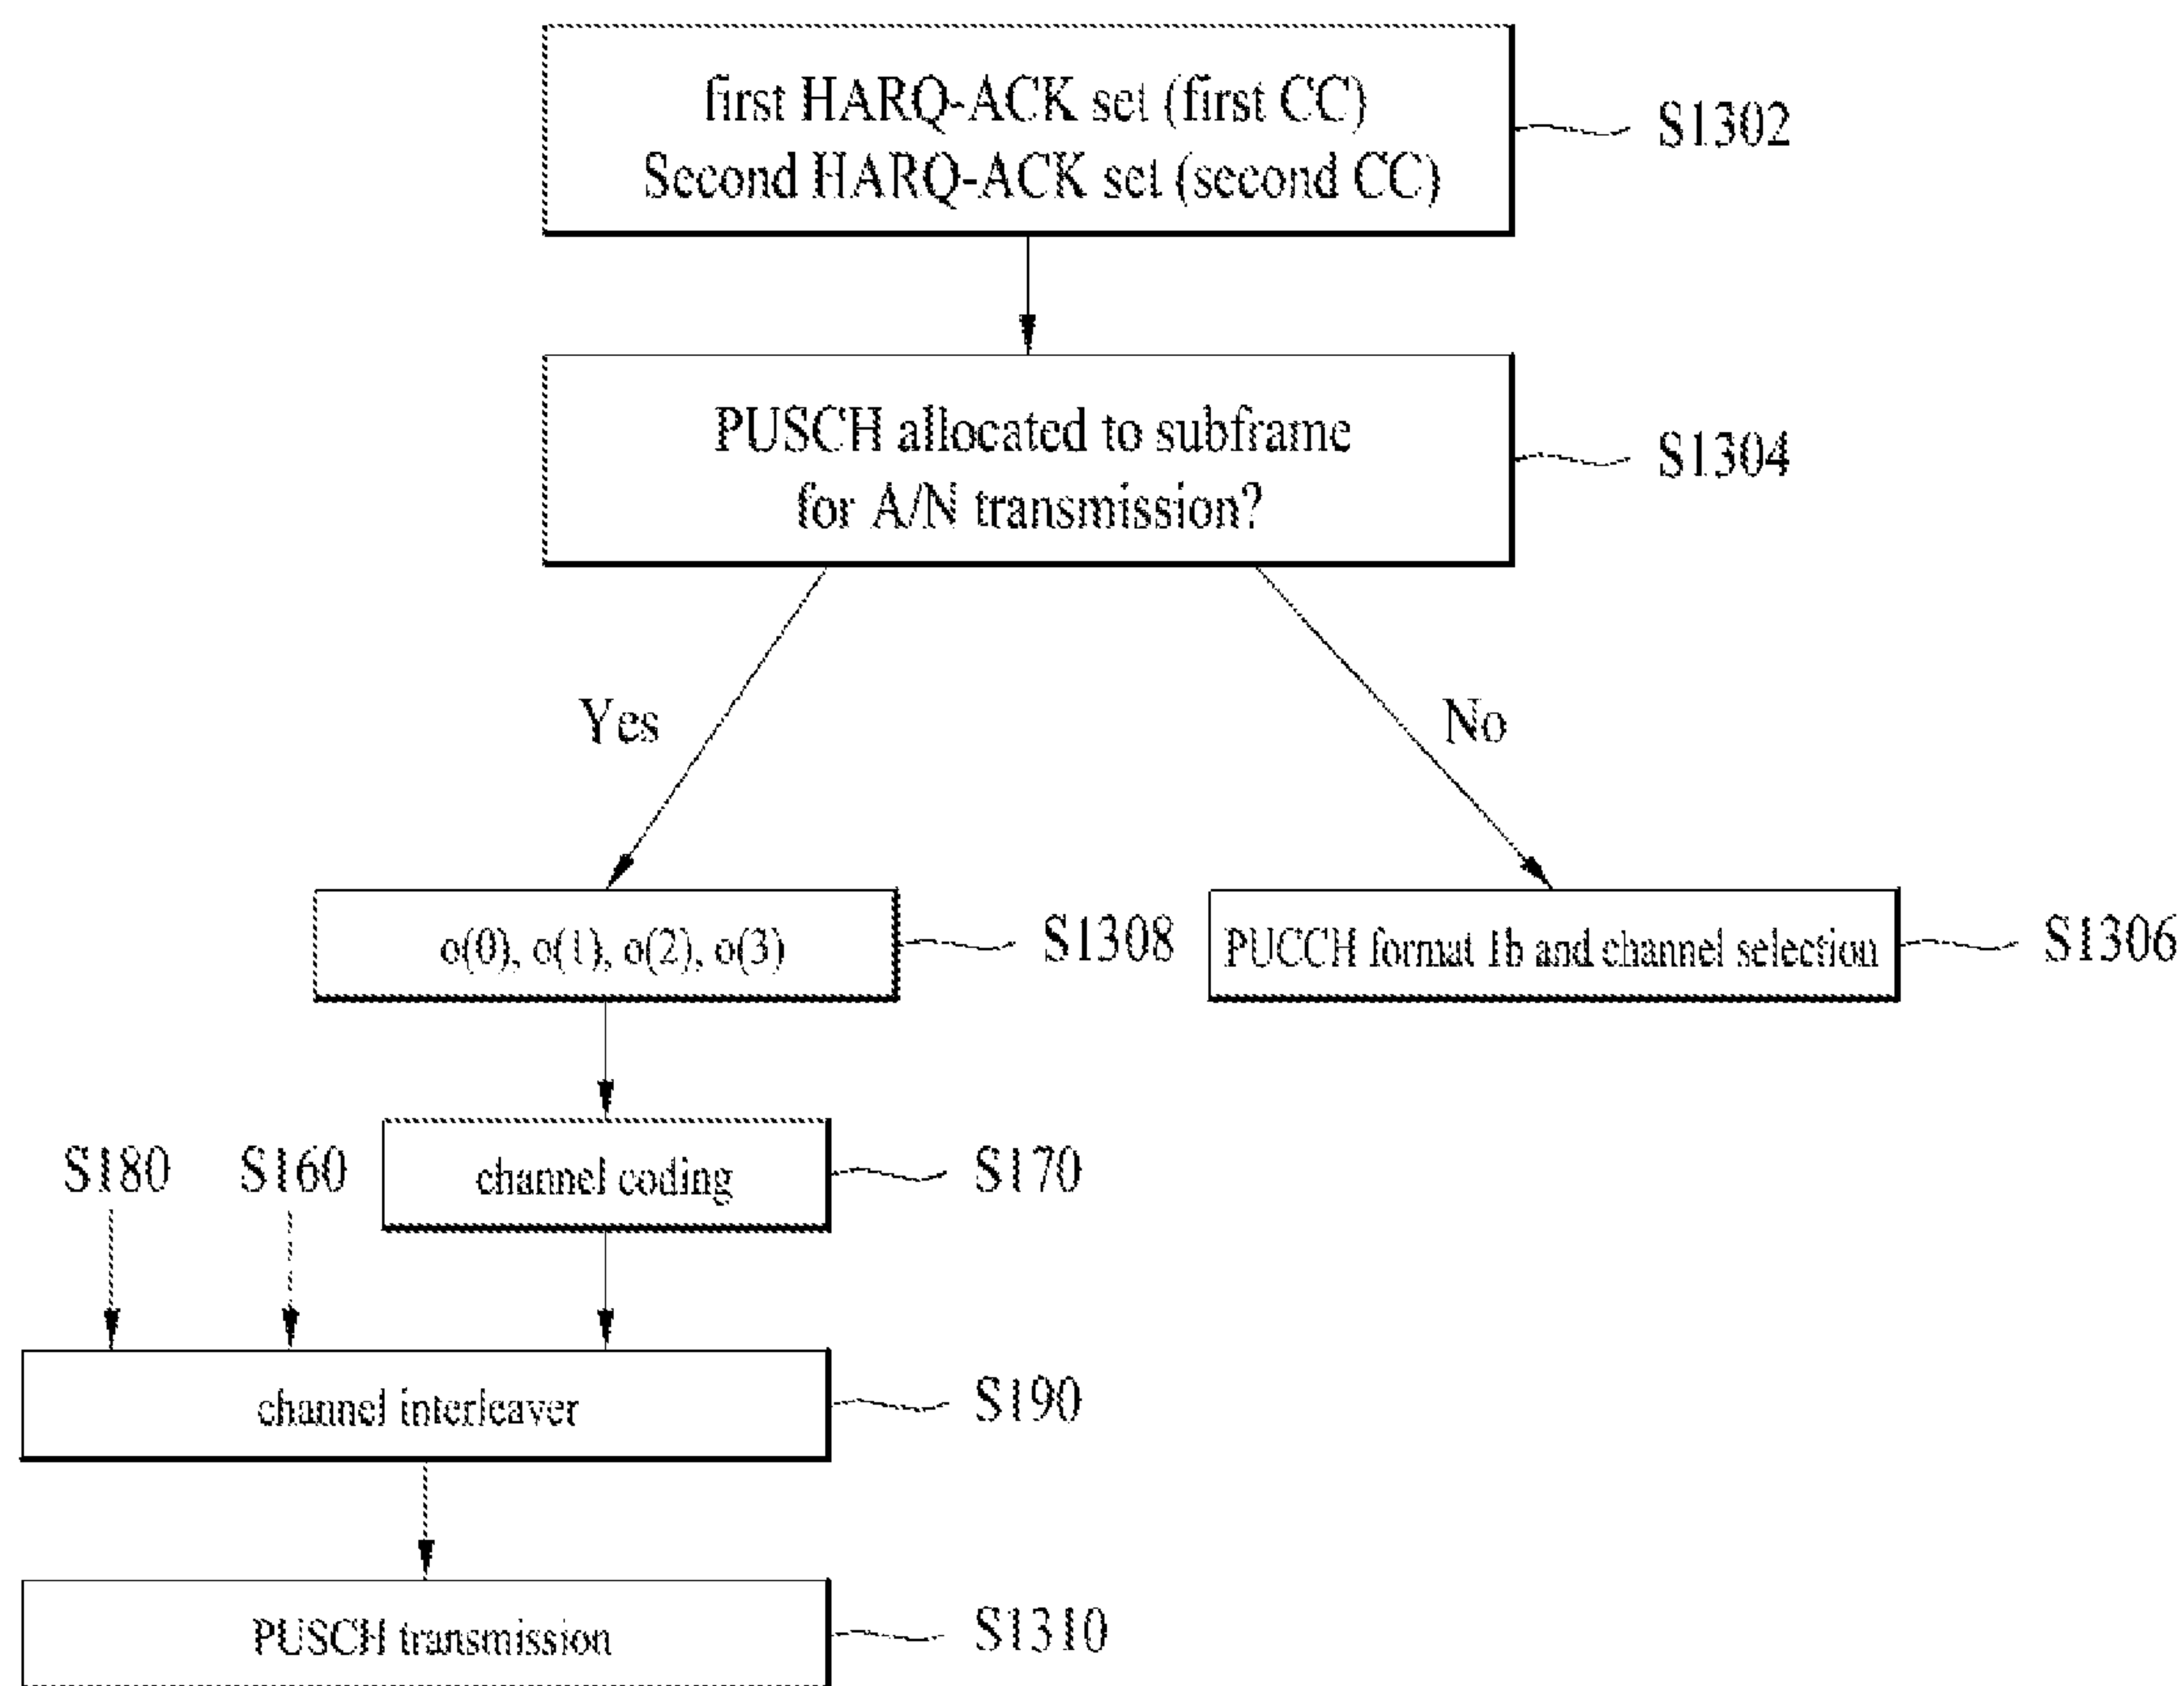 first HARQ-ACK set (first CC)
Second HARQ-ACK set (second CC)
S1302
PUSCH allocated to subframe
for A/N transmission?
S1304
Yes
No
o(0), o(1), o(2), o(3)
S1308
PUCCH format 1b and channel selection
S1306
S180
S160
channel coding
S170
channel interleaver
S190
PUSCH transmission
S1310